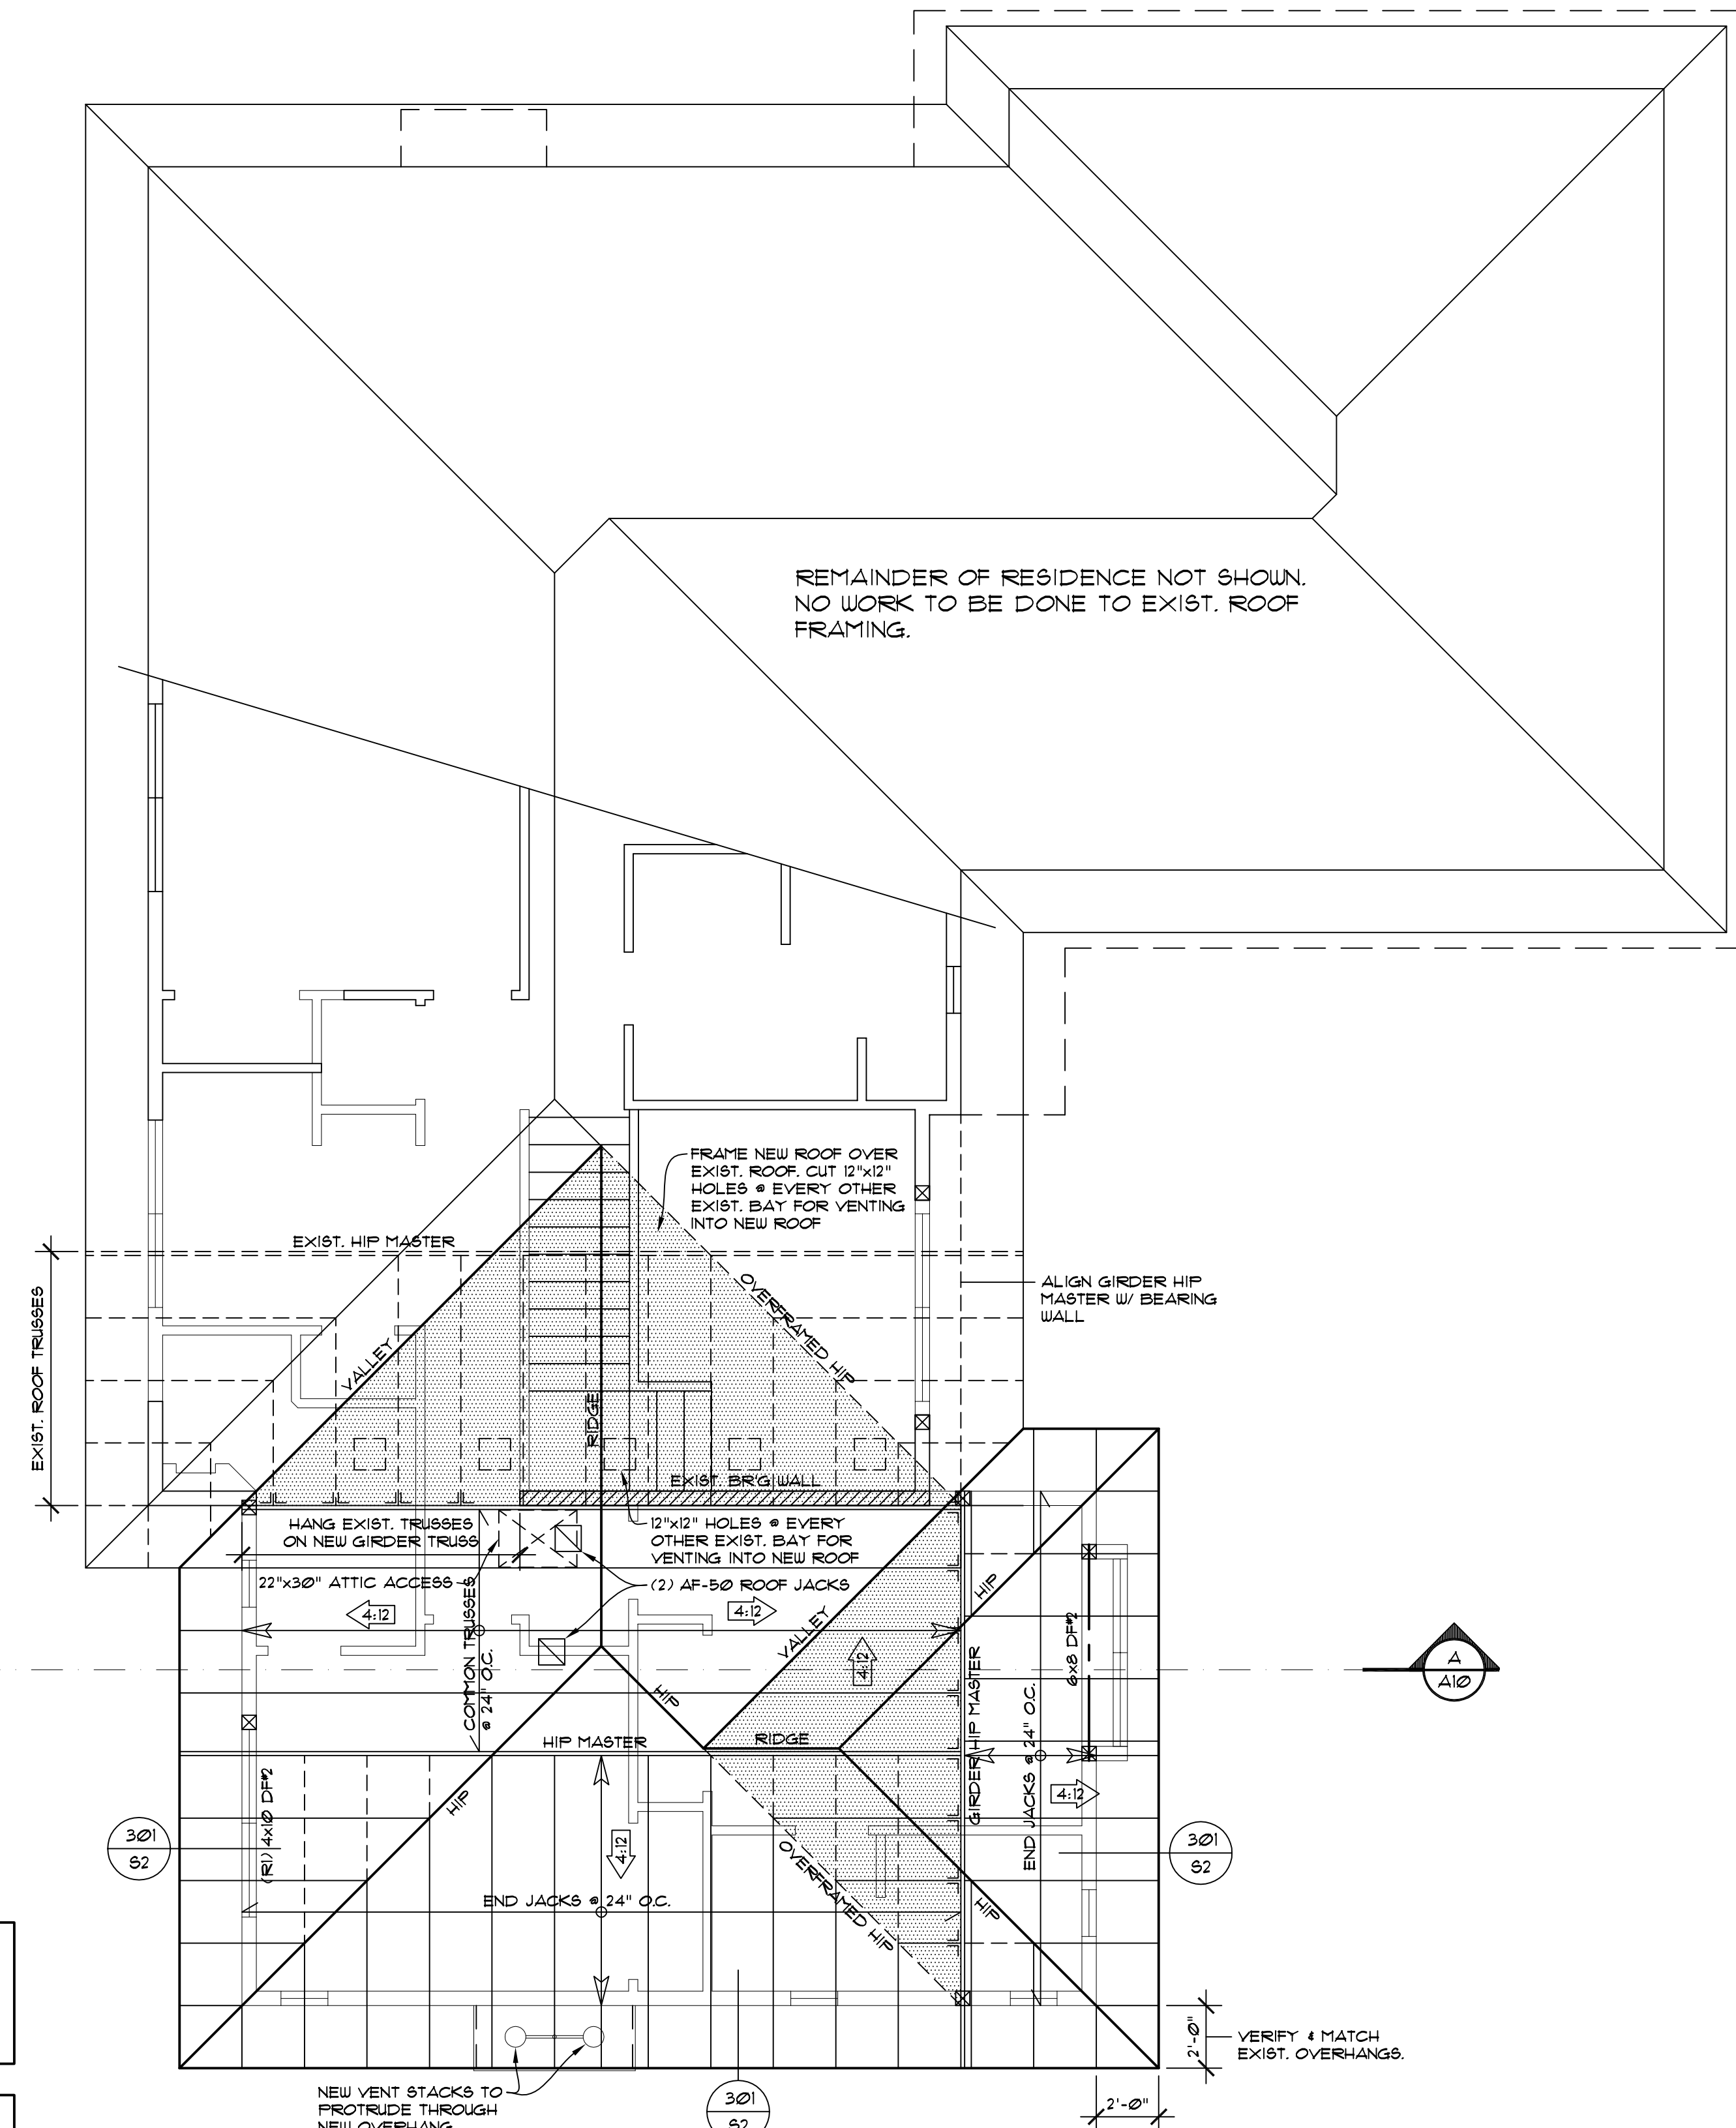 REMAINDER OF RESIDENCE NOT SHOWN.
NO WORK TO BE DONE TO EXIST. ROOF
FRAMING.
FRAME NEW ROOF OVER
EXIST. ROOF. CUT 12"x12"
HOLES @ EVERY OTHER
EXIST. BAY FOR VENTING
INTO NEW ROOF
EXIST. HIP MASTER
EXIST. ROOF TRUSSES
VALLEY
RIDGE
OVERFRAMED HIP
ALIGN GIRDER HIP
MASTER W/ BEARING
WALL
EXIST. BR'G WALL
HANG EXIST. TRUSSES
ON NEW GIRDER TRUSS
12"x12" HOLES @ EVERY
OTHER EXIST. BAY FOR
VENTING INTO NEW ROOF
22"x30" ATTIC ACCESS
(2) AF-50 ROOF JACKS
4:12
4:12
4:12
COMMON TRUSSES
@ 24" O.C.
VALLEY
HIP
6x8 DF#2
HIP
HIP MASTER
RIDGE
GIRDER HIP MASTER
END JACKS @ 24" O.C.
4:12
A
A10
(R1) 4x10 DF#2
HIP
4:12
301
S2
301
S2
OVERFRAMED HIP
HIP
END JACKS @ 24" O.C.
2'-0"
VERIFY & MATCH
EXIST. OVERHANGS.
2'-0"
NEW VENT STACKS TO
PROTRUDE THROUGH
NEW OVERHANG
301
S2